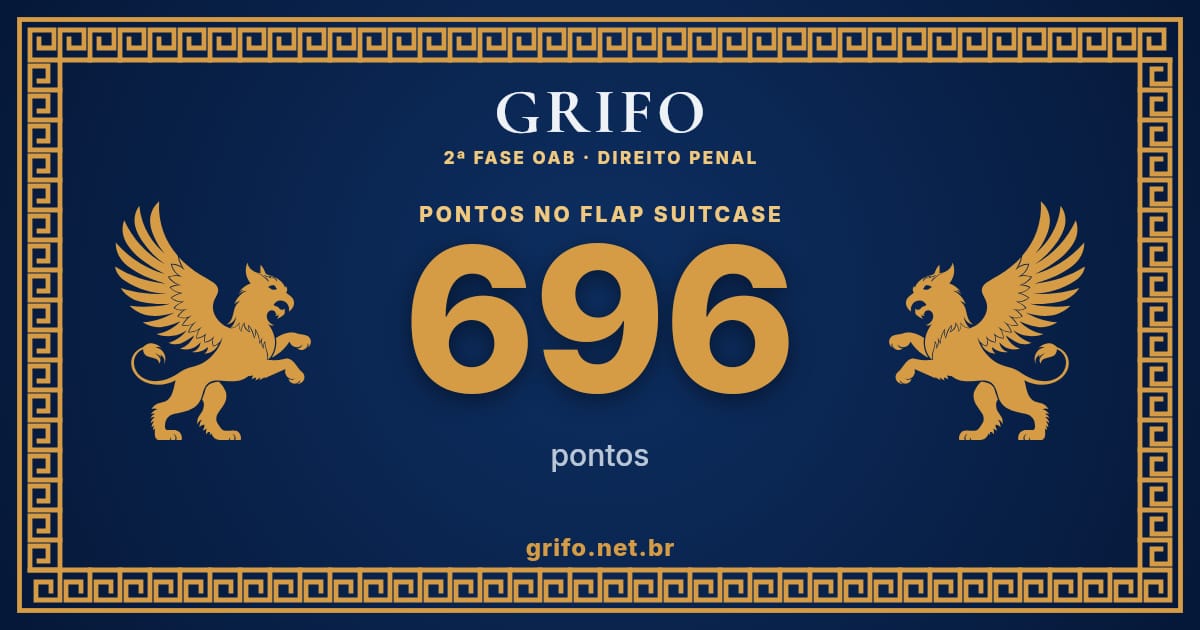 GRIFO
2ª FASE OAB · DIREITO PENAL
PONTOS NO FLAP SUITCASE
696
pontos
grifo.net.br